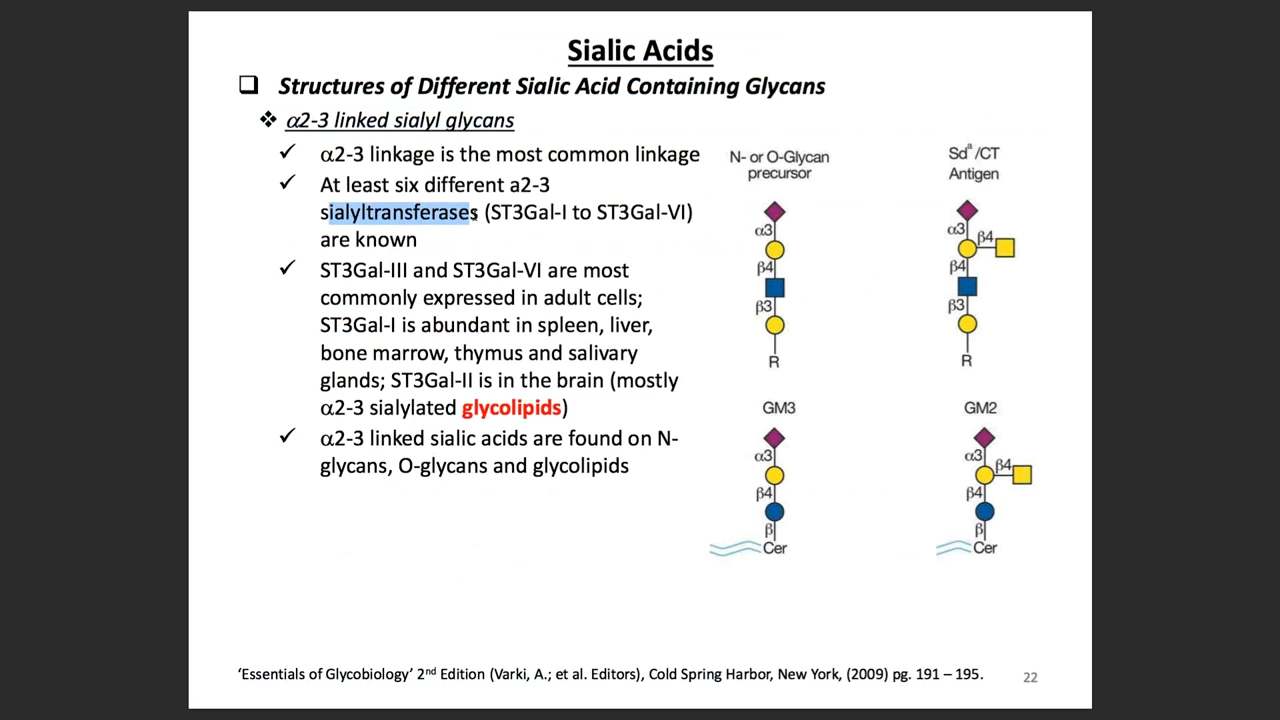 Sialic Acids
❑ Structures of Different Sialic Acid Containing Glycans
❖ α2-3 linked sialyl glycans
✓ α2-3 linkage is the most common linkage
✓ At least six different a2-3
sialyltransferases (ST3Gal-I to ST3Gal-VI)
are known
✓ ST3Gal-III and ST3Gal-VI are most
commonly expressed in adult cells;
ST3Gal-I is abundant in spleen, liver,
bone marrow, thymus and salivary
glands; ST3Gal-II is in the brain (mostly
α2-3 sialylated glycolipids)
✓ α2-3 linked sialic acids are found on N-
glycans, O-glycans and glycolipids
N- or O-Glycan
precursor
α3
β4
β3
R
Sdª/CT
Antigen
α3
β4
β4
β3
R
GM3
α3
β4
β
Cer
GM2
α3
β4
β4
β
Cer
'Essentials of Glycobiology' 2nd Edition (Varki, A.; et al. Editors), Cold Spring Harbor, New York, (2009) pg. 191 – 195.
22